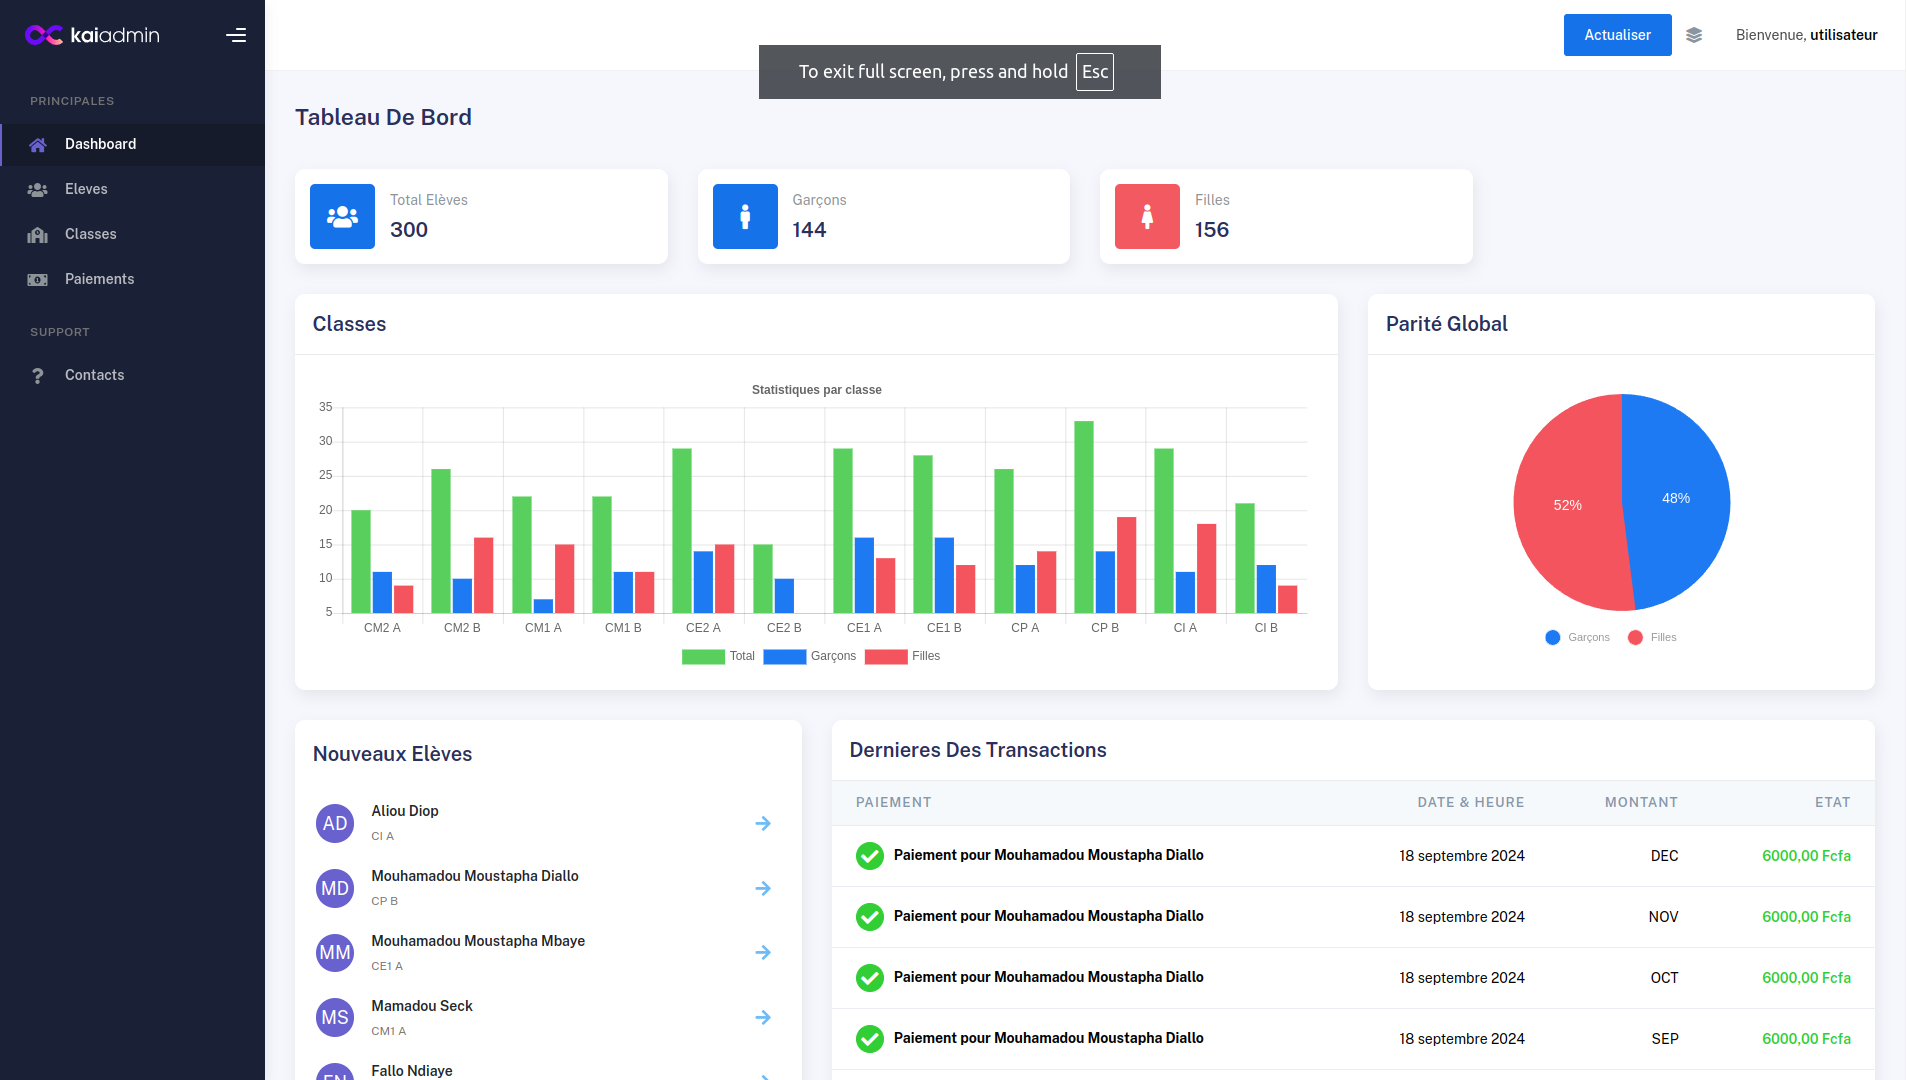 kaiadmin
Actualiser
Bienvenue, utilisateur
To exit full screen, press and hold Esc
PRINCIPALES
Dashboard
Eleves
Classes
Paiements
SUPPORT
Contacts
Tableau De Bord
Total Elèves
300
Garçons
144
Filles
156
Classes
Statistiques par classe
35
30
25
20
15
10
5
CM2 A CM2 B CM1 A CM1 B CE2 A CE2 B CE1 A CE1 B CP A CP B CI A CI B
Total Garçons Filles
Parité Global
52% 48%
Garçons Filles
Nouveaux Elèves
AD Aliou Diop
CI A
MD Mouhamadou Moustapha Diallo
CP B
MM Mouhamadou Moustapha Mbaye
CE1 A
MS Mamadou Seck
CM1 A
FN Fallo Ndiaye
Dernieres Des Transactions
PAIEMENT DATE & HEURE MONTANT ETAT
Paiement pour Mouhamadou Moustapha Diallo 18 septembre 2024 DEC 6000,00 Fcfa
Paiement pour Mouhamadou Moustapha Diallo 18 septembre 2024 NOV 6000,00 Fcfa
Paiement pour Mouhamadou Moustapha Diallo 18 septembre 2024 OCT 6000,00 Fcfa
Paiement pour Mouhamadou Moustapha Diallo 18 septembre 2024 SEP 6000,00 Fcfa